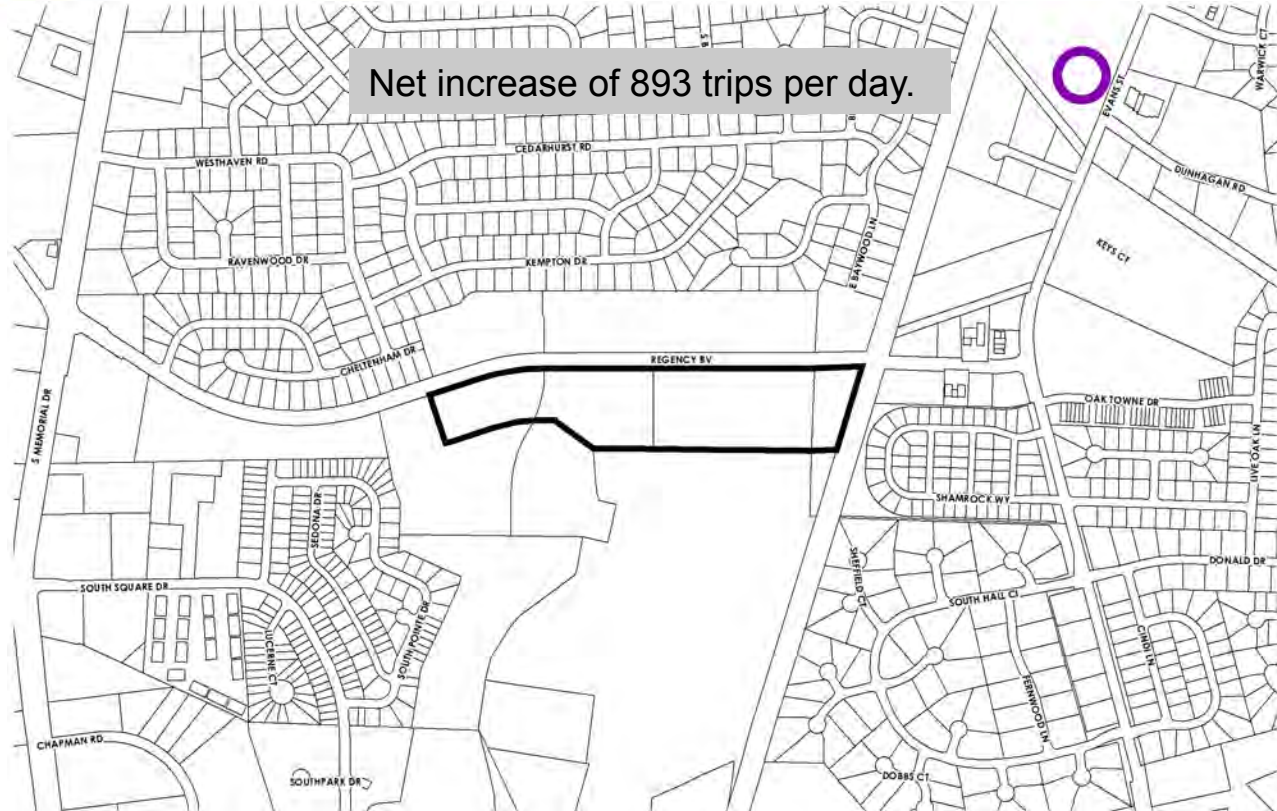 Net increase of 893 trips per day.
EVANS ST
WARWICK CT
CEDARHURST RD
WESTHAVEN RD
DUNHAGAN RD
KEYS CT
RAVENWOOD DR
KEMPTON DR
E BAYWOOD LN
CHELTENHAM DR
REGENCY BV
S MEMORIAL DR
OAK TOWNE DR
LIVE OAK LN
SHAMROCK WY
SEDONA DR
SOUTH SQUARE DR
SHEFFIELD CT
DONALD DR
SOUTH HALL CI
LUCERNE CT
SOUTH POINTE DR
CINDI LN
FERNWOOD LN
CHAPMAN RD
SOUTHPARK DR
DOBBS CT